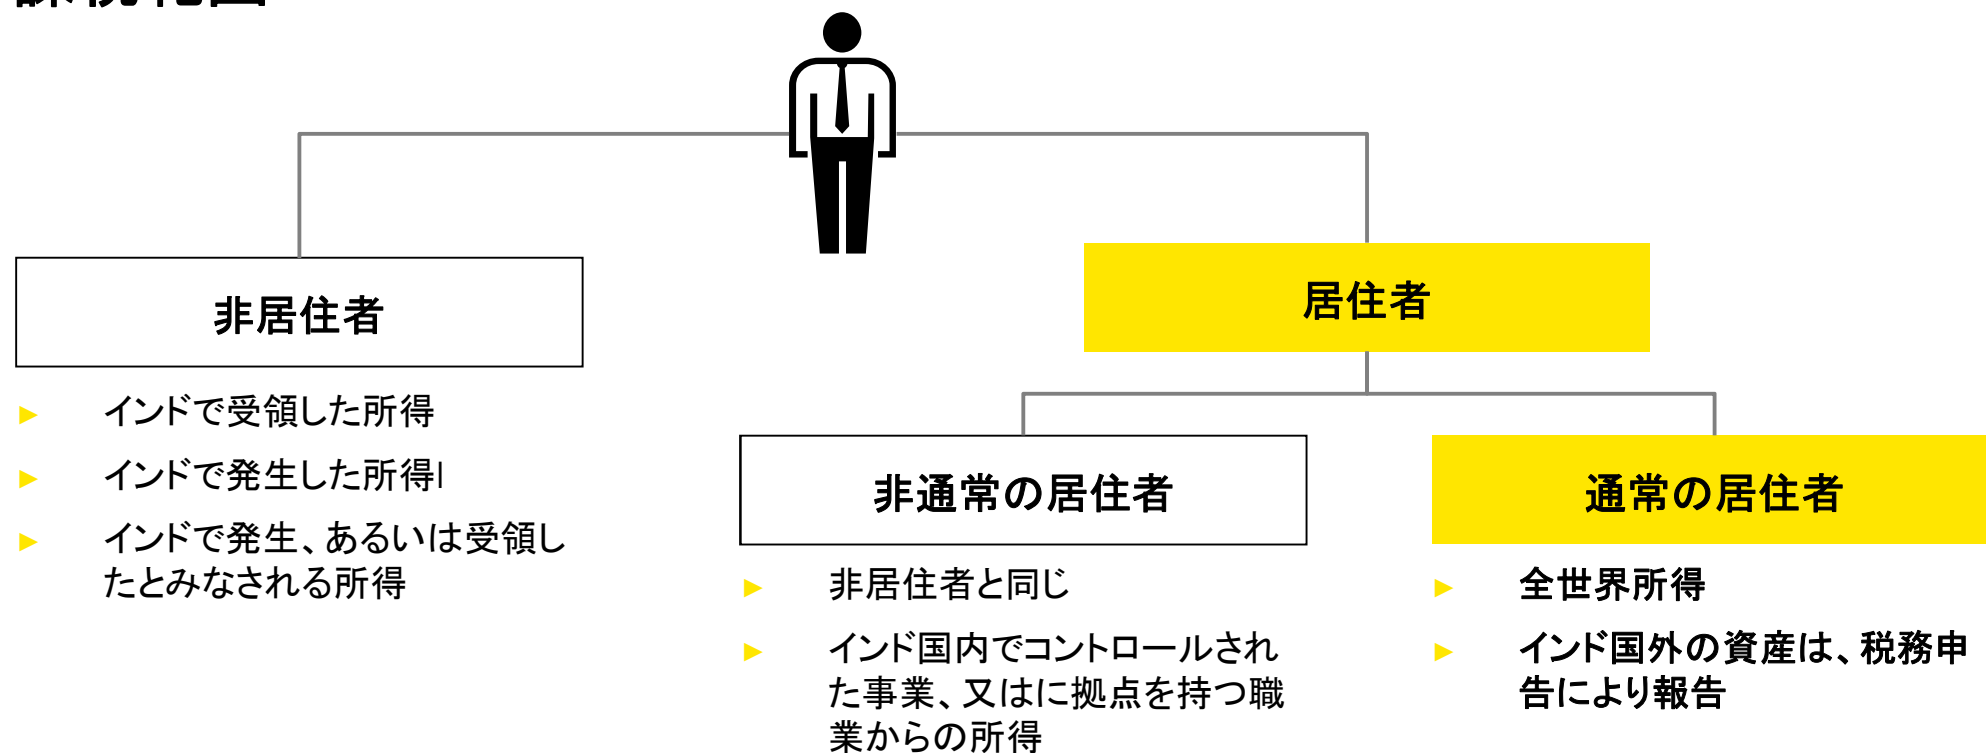 課税範囲
非居住者
インドで受領した所得
インドで発生した所得l
インドで発生、あるいは受領し
たとみなされる所得
居住者
非通常の居住者
非居住者と同じ
インド国内でコントロールされ
た事業、又はに拠点を持つ職
業からの所得
通常の居住者
全世界所得
インド国外の資産は、税務申
告により報告